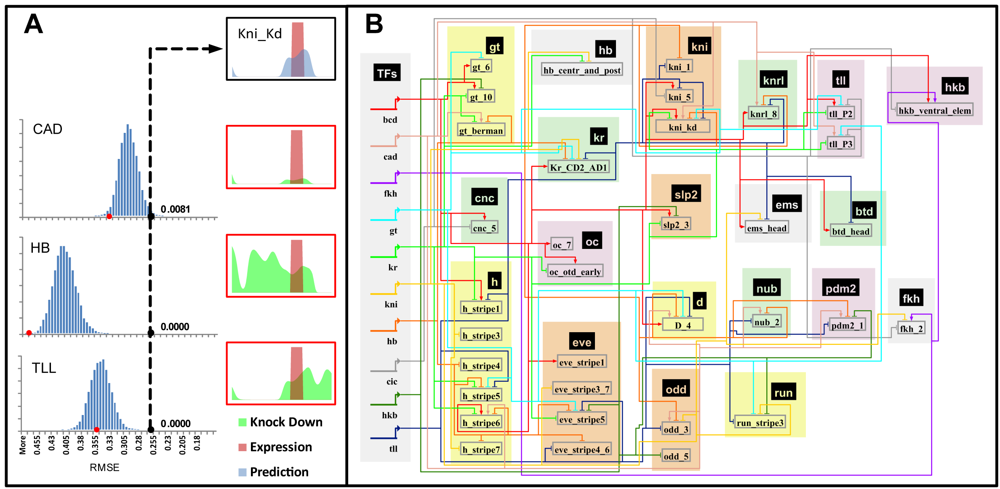 A
Kni_Kd
CAD
0.0081
HB
0.0000
TLL
0.0000
More
0.455
0.43
0.405
0.38
0.355
0.33
0.305
0.28
0.255
0.23
0.205
0.18
RMSE
Knock Down
Expression
Prediction
B
TFs
bcd
cad
fkh
gt
kr
kni
hb
cic
hkb
tll
gt
gt_6
gt_10
gt_berman
hb
hb_centr_and_post
kni
kni_1
kni_5
kni_kd
knrl
knrl_8
tll
tll_P2
tll_P3
hkb
hkb_ventral_elem
kr
Kr_CD2_AD1
cnc
cnc_5
slp2
slp2_3
ems
ems_head
btd
btd_head
oc
oc_7
oc_otd_early
h
h_stripe1
h_stripe3
h_stripe4
h_stripe5
h_stripe6
h_stripe7
d
D_4
nub
nub_2
pdm2
pdm2_1
fkh
fkh_2
eve
eve_stripe1
eve_stripe3_7
eve_stripe5
eve_stripe4_6
odd
odd_3
odd_5
run
run_stripe3